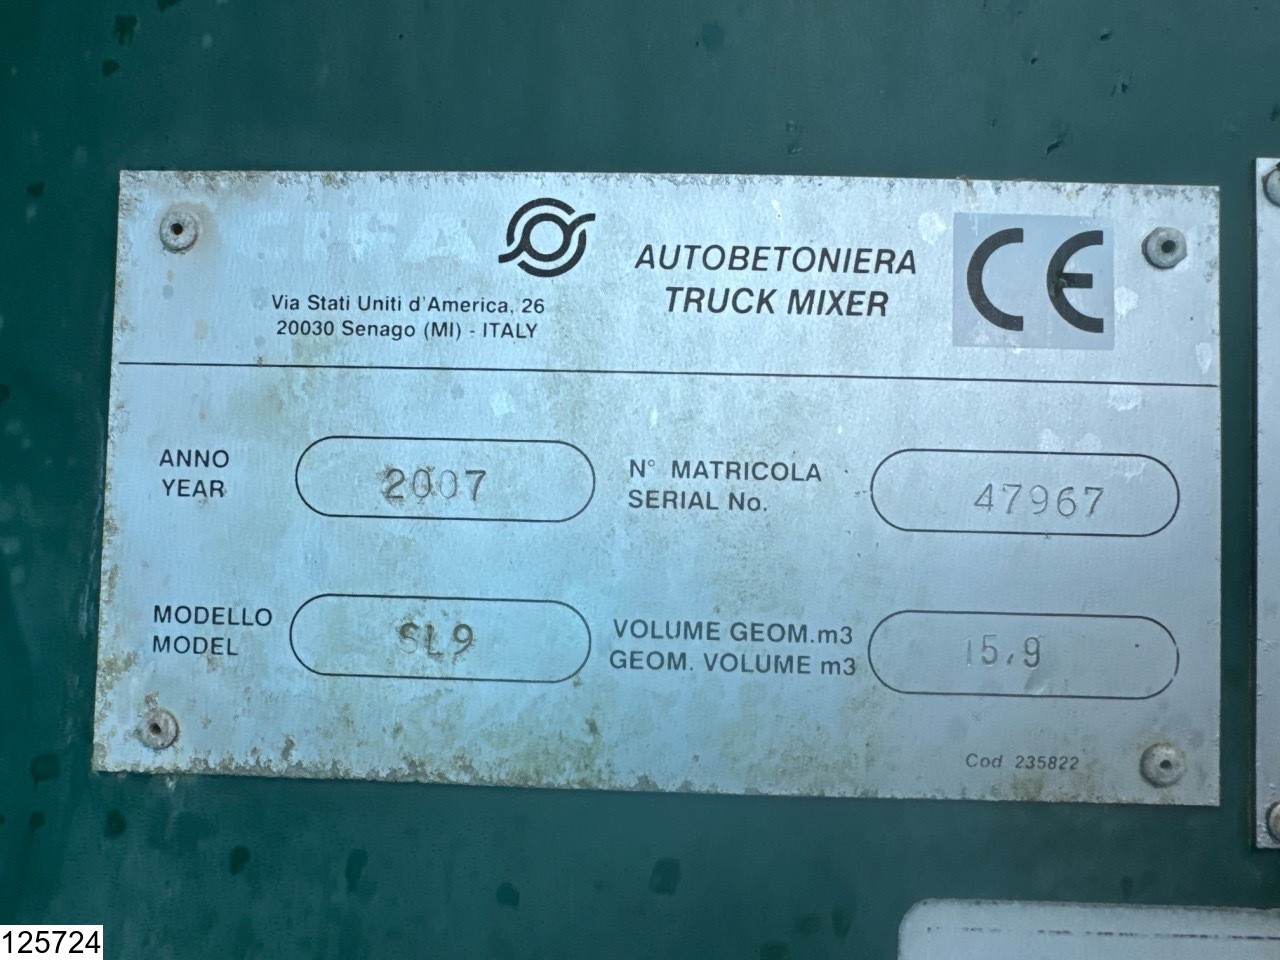 CIFA
Via Stati Uniti d'America, 26
20030 Senago (MI) - ITALY
AUTOBETONIERA
TRUCK MIXER
CE
ANNO
YEAR
2007
N° MATRICOLA
SERIAL No.
47967
MODELLO
MODEL
SL9
VOLUME GEOM.m3
GEOM. VOLUME m3
15,9
Cod 235822
125724